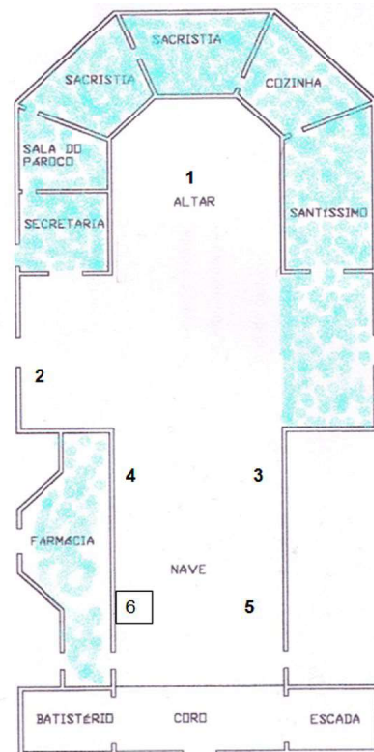 SACRISTIA
SACRISTIA
COZINHA
SALA DO
PÁROCO
1
ALTAR
SECRETARIA
SANTÍSSIMO
2
4
3
FARMÁCIA
NAVE
6
5
BATISTÉRIO
CORO
ESCADA